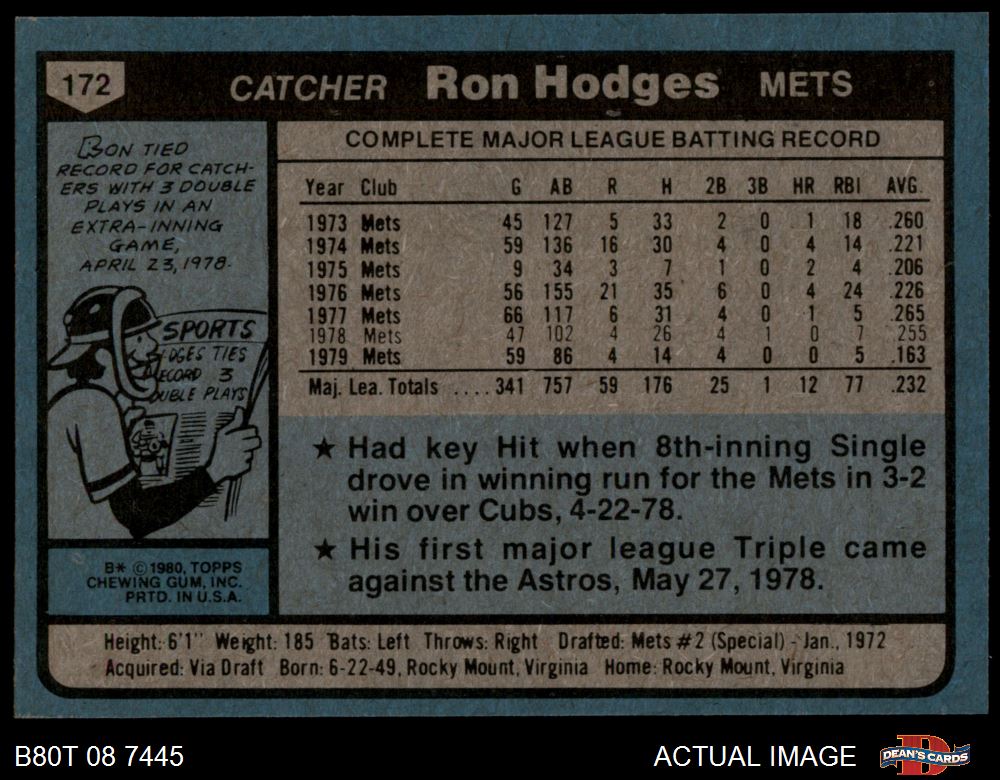 172 CATCHER Ron Hodges METS
RON TIED
RECORD FOR CATCH-
ERS WITH 3 DOUBLE
PLAYS IN AN
EXTRA-INNING
GAME,
APRIL 23, 1978.
SPORTS
DGES TIES
ECORD 3
OUBLE PLAYS
B* © 1980, TOPPS
CHEWING GUM, INC.
PRTD. IN U.S.A.
COMPLETE MAJOR LEAGUE BATTING RECORD
Year Club G AB R H 2B 3B HR RBI AVG.
1973 Mets 45 127 5 33 2 0 1 18 .260
1974 Mets 59 136 16 30 4 0 4 14 .221
1975 Mets 9 34 3 7 1 0 2 4 .206
1976 Mets 56 155 21 35 6 0 4 24 .226
1977 Mets 66 117 6 31 4 0 1 5 .265
1978 Mets 47 102 4 26 4 1 0 7 .255
1979 Mets 59 86 4 14 4 0 0 5 .163
Maj. Lea. Totals ....341 757 59 176 25 1 12 77 .232
★ Had key Hit when 8th-inning Single
drove in winning run for the Mets in 3-2
win over Cubs, 4-22-78.
★ His first major league Triple came
against the Astros, May 27, 1978.
Height: 6'1" Weight: 185 Bats: Left Throws: Right Drafted: Mets #2 (Special) - Jan., 1972
Acquired: Via Draft Born: 6-22-49, Rocky Mount, Virginia Home: Rocky Mount, Virginia
B80T 08 7445 ACTUAL IMAGE DEAN'S CARDS